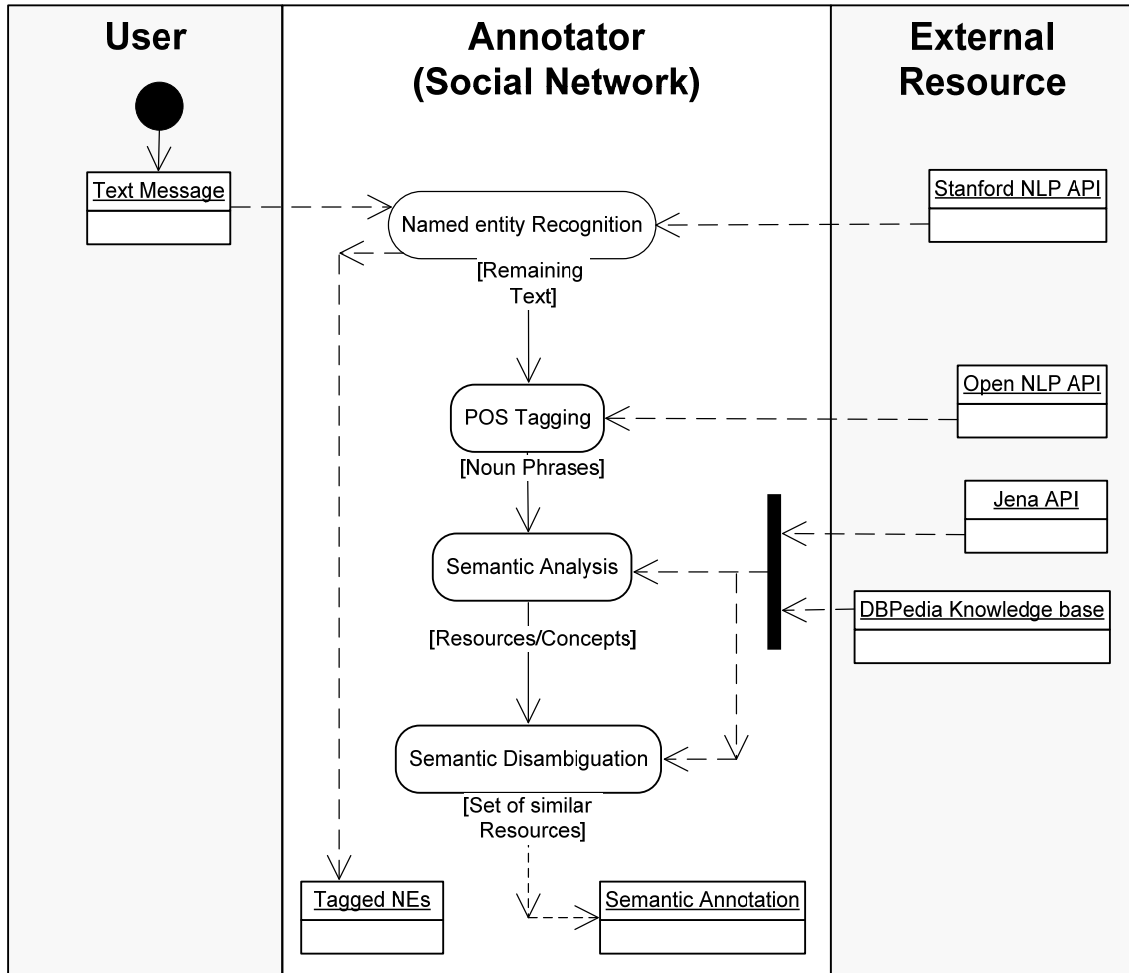 User
Annotator
(Social Network)
External
Resource
Text Message
Named entity Recognition
Stanford NLP API
[Remaining
Text]
Open NLP API
POS Tagging
[Noun Phrases]
Jena API
Semantic Analysis
DBPedia Knowledge base
[Resources/Concepts]
Semantic Disambiguation
[Set of similar
Resources]
Tagged NEs
Semantic Annotation